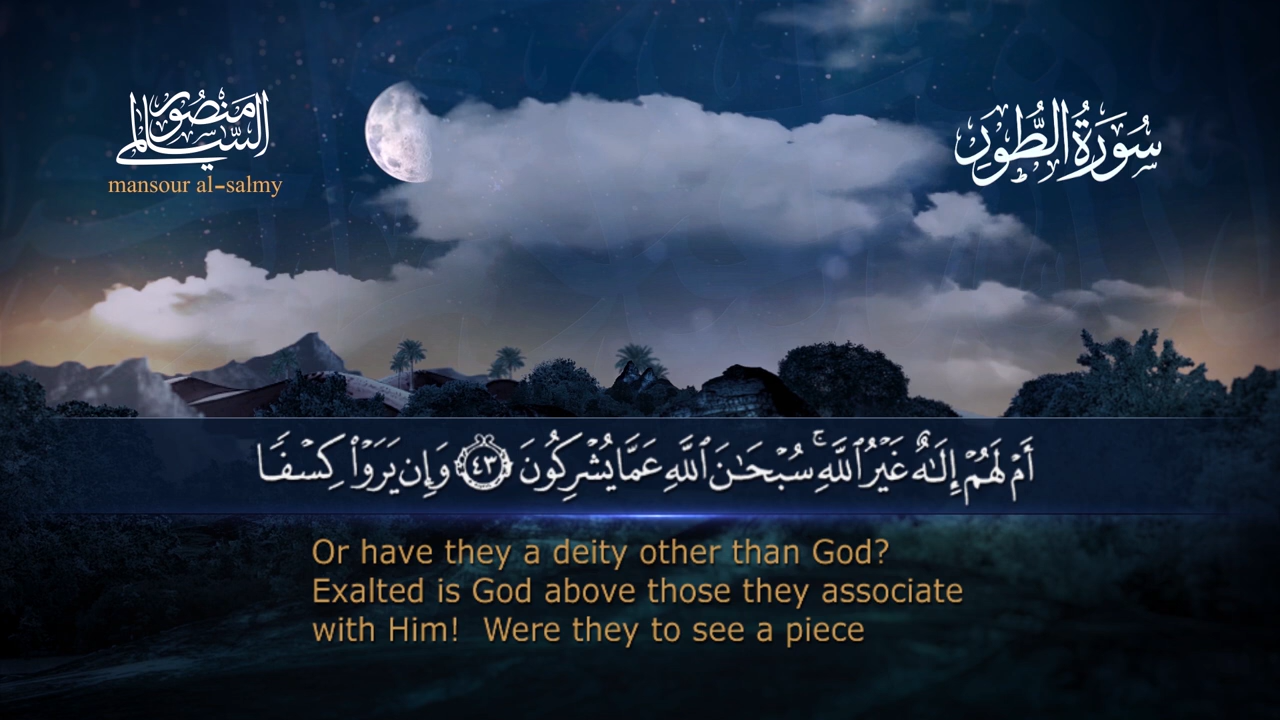 منصور السالمي
mansour al-salmy
سُورَةُ الطُّورِ
أَمْ لَهُمْ إِلَٰهٌ غَيْرُ ٱللَّهِ ۚ سُبْحَٰنَ ٱللَّهِ عَمَّا يُشْرِكُونَ ٤٣ وَإِن يَرَوْا۟ كِسْفًا
Or have they a deity other than God?
Exalted is God above those they associate
with Him!  Were they to see a piece